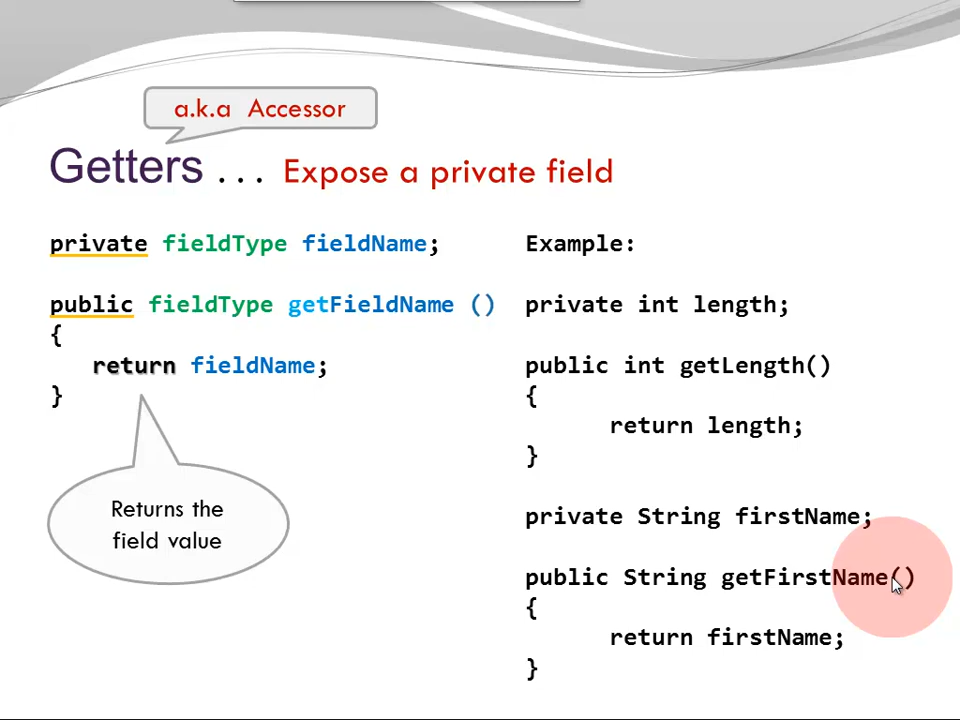 a.k.a Accessor
Getters ... Expose a private field
private fieldType fieldName;
public fieldType getFieldName ()
{
return fieldName;
}
Returns the
field value
Example:
private int length;
public int getLength()
{
return length;
}
private String firstName;
public String getFirstName()
{
return firstName;
}